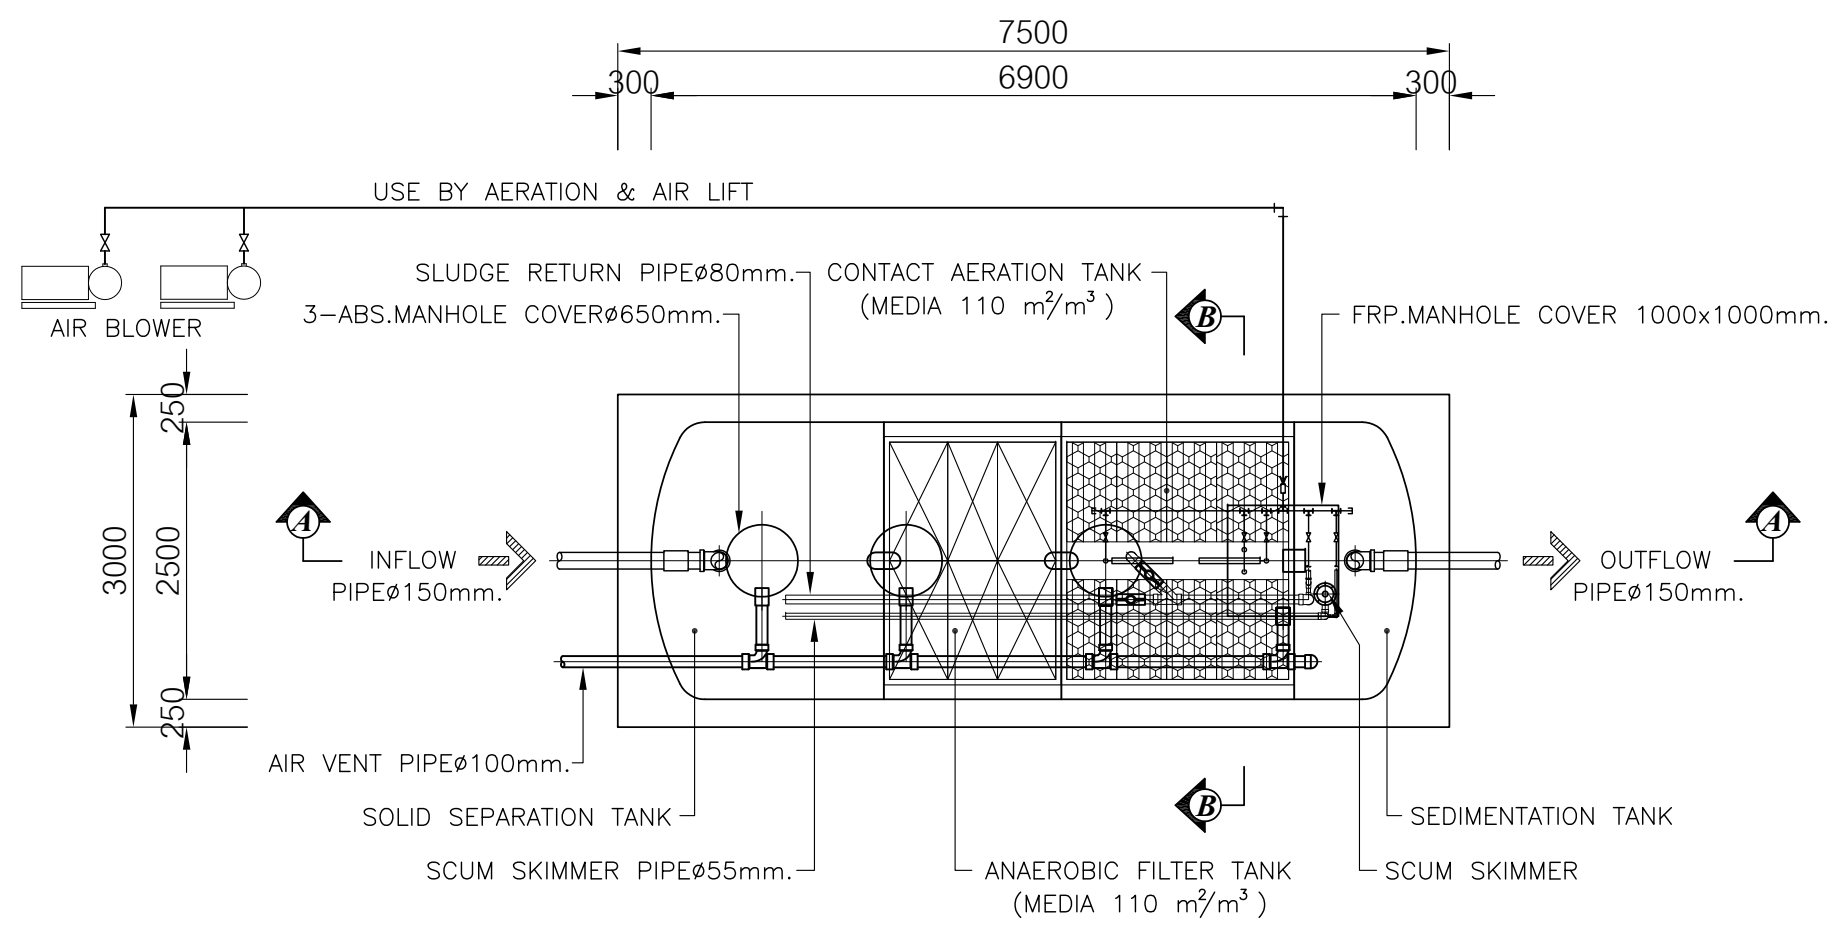 7500
300
6900
300
USE BY AERATION & AIR LIFT
SLUDGE RETURN PIPEø80mm.
CONTACT AERATION TANK
(MEDIA 110 m²/m³ )
3-ABS.MANHOLE COVERø650mm.
B
FRP.MANHOLE COVER 1000x1000mm.
AIR BLOWER
250
3000
2500
250
A
INFLOW
PIPEø150mm.
A
OUTFLOW
PIPEø150mm.
AIR VENT PIPEø100mm.
SOLID SEPARATION TANK
B
SEDIMENTATION TANK
SCUM SKIMMER PIPEø55mm.
ANAEROBIC FILTER TANK
(MEDIA 110 m²/m³ )
SCUM SKIMMER